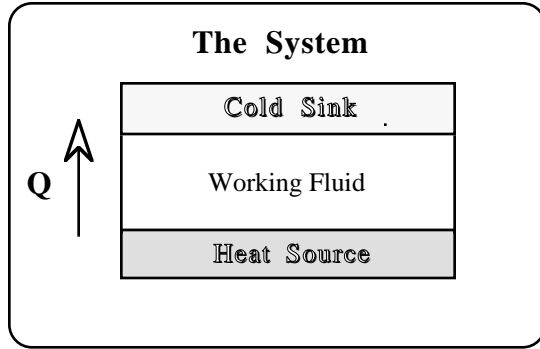 The System
Cold Sink
Q
Working Fluid
Heat Source